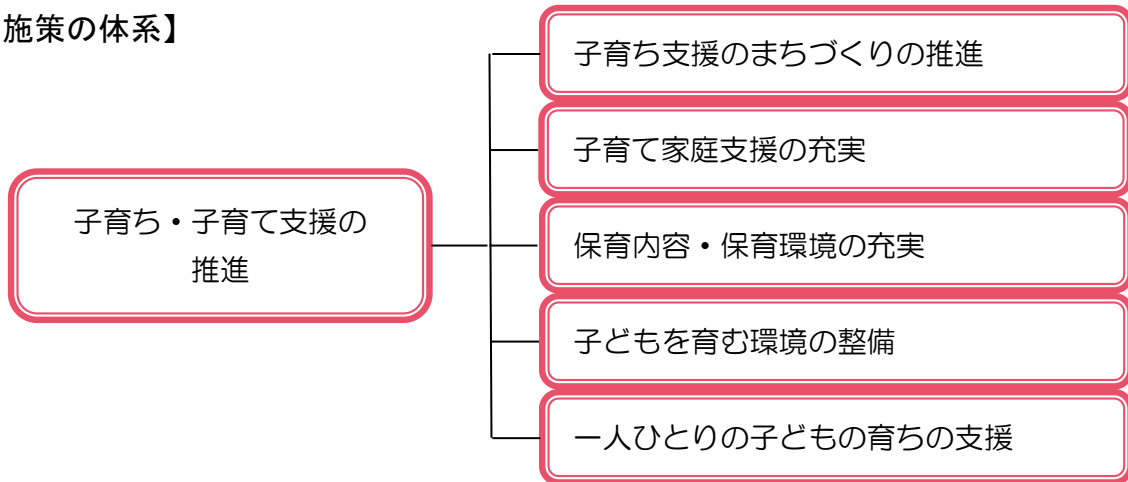 施策の体系】
子育ち・子育て支援の
推進
子育ち支援のまちづくりの推進
子育て家庭支援の充実
保育内容・保育環境の充実
子どもを育む環境の整備
一人ひとりの子どもの育ちの支援